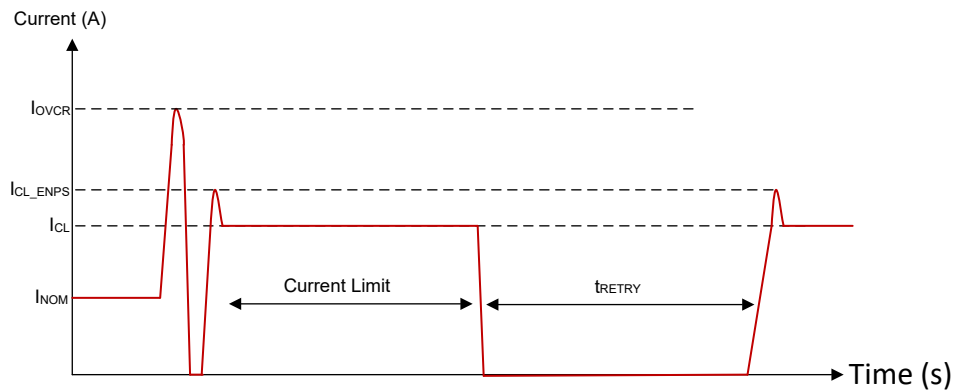 Current (A)
IOVCR
ICL_ENPS
ICL
INOM
Current Limit
tRETRY
Time (s)